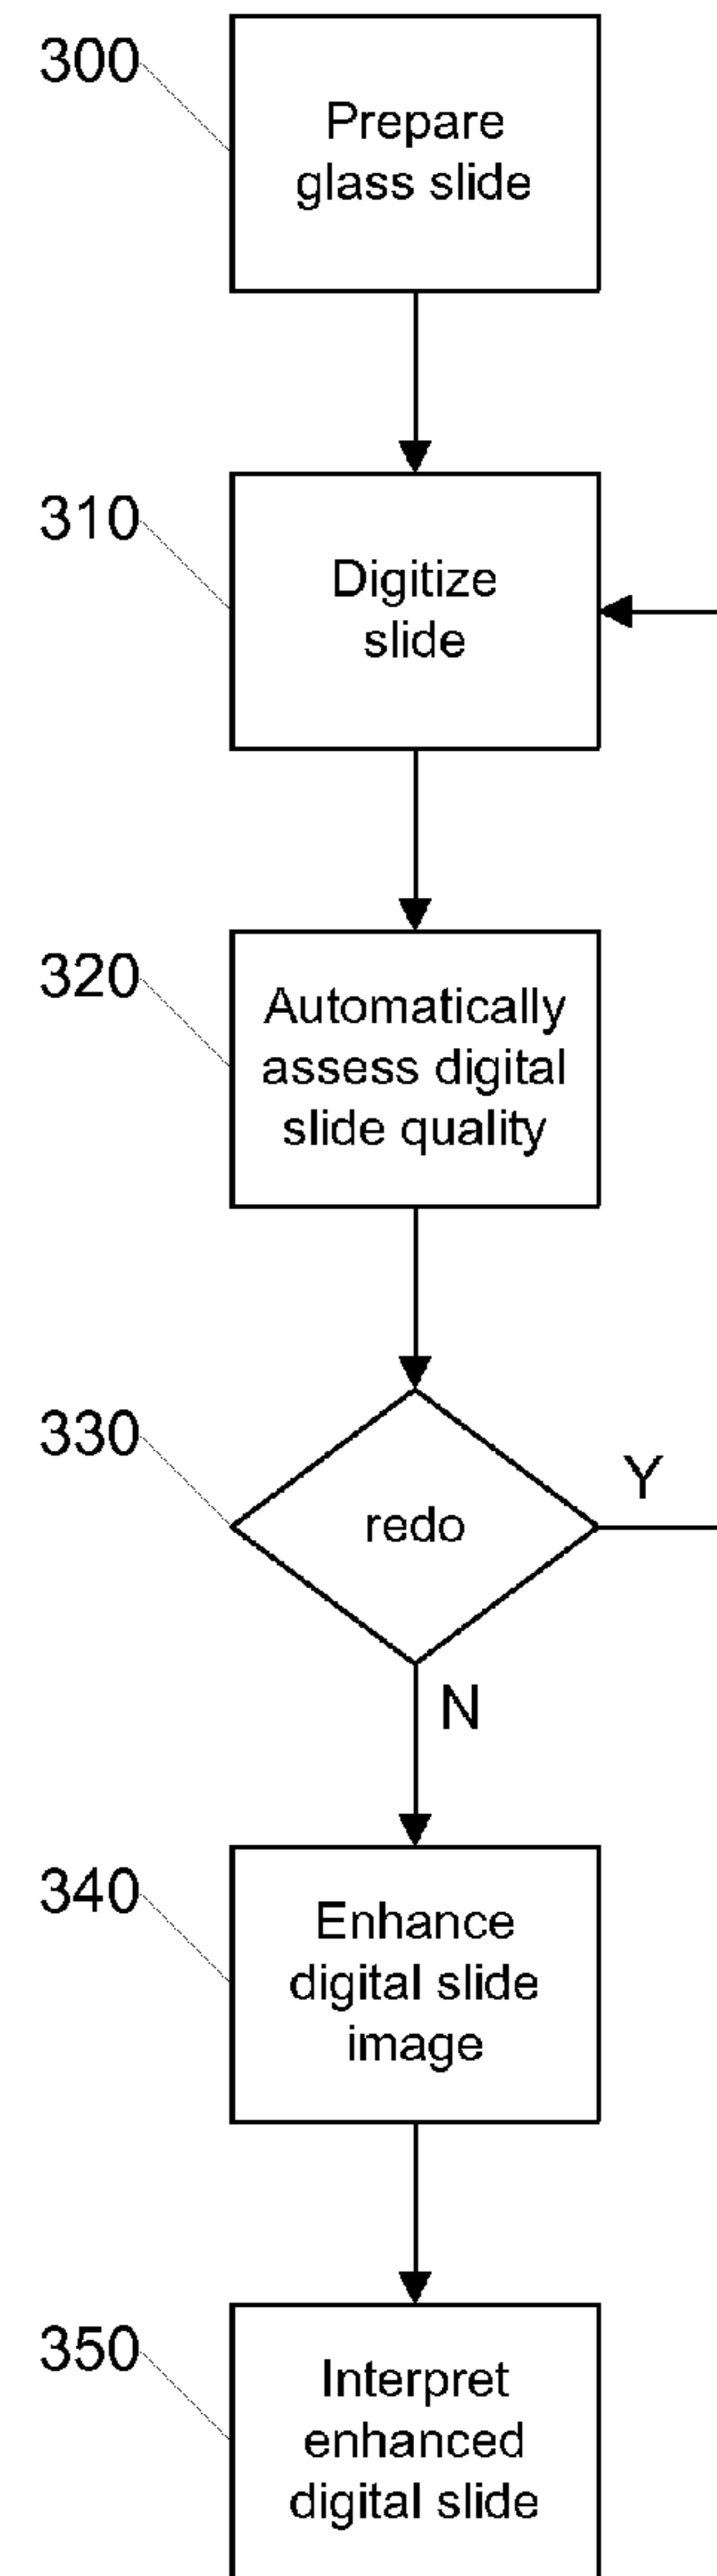 300
Prepare
glass slide
310
Digitize
slide
320
Automatically
assess digital
slide quality
330
redo
Y
N
340
Enhance
digital slide
image
350
Interpret
enhanced
digital slide